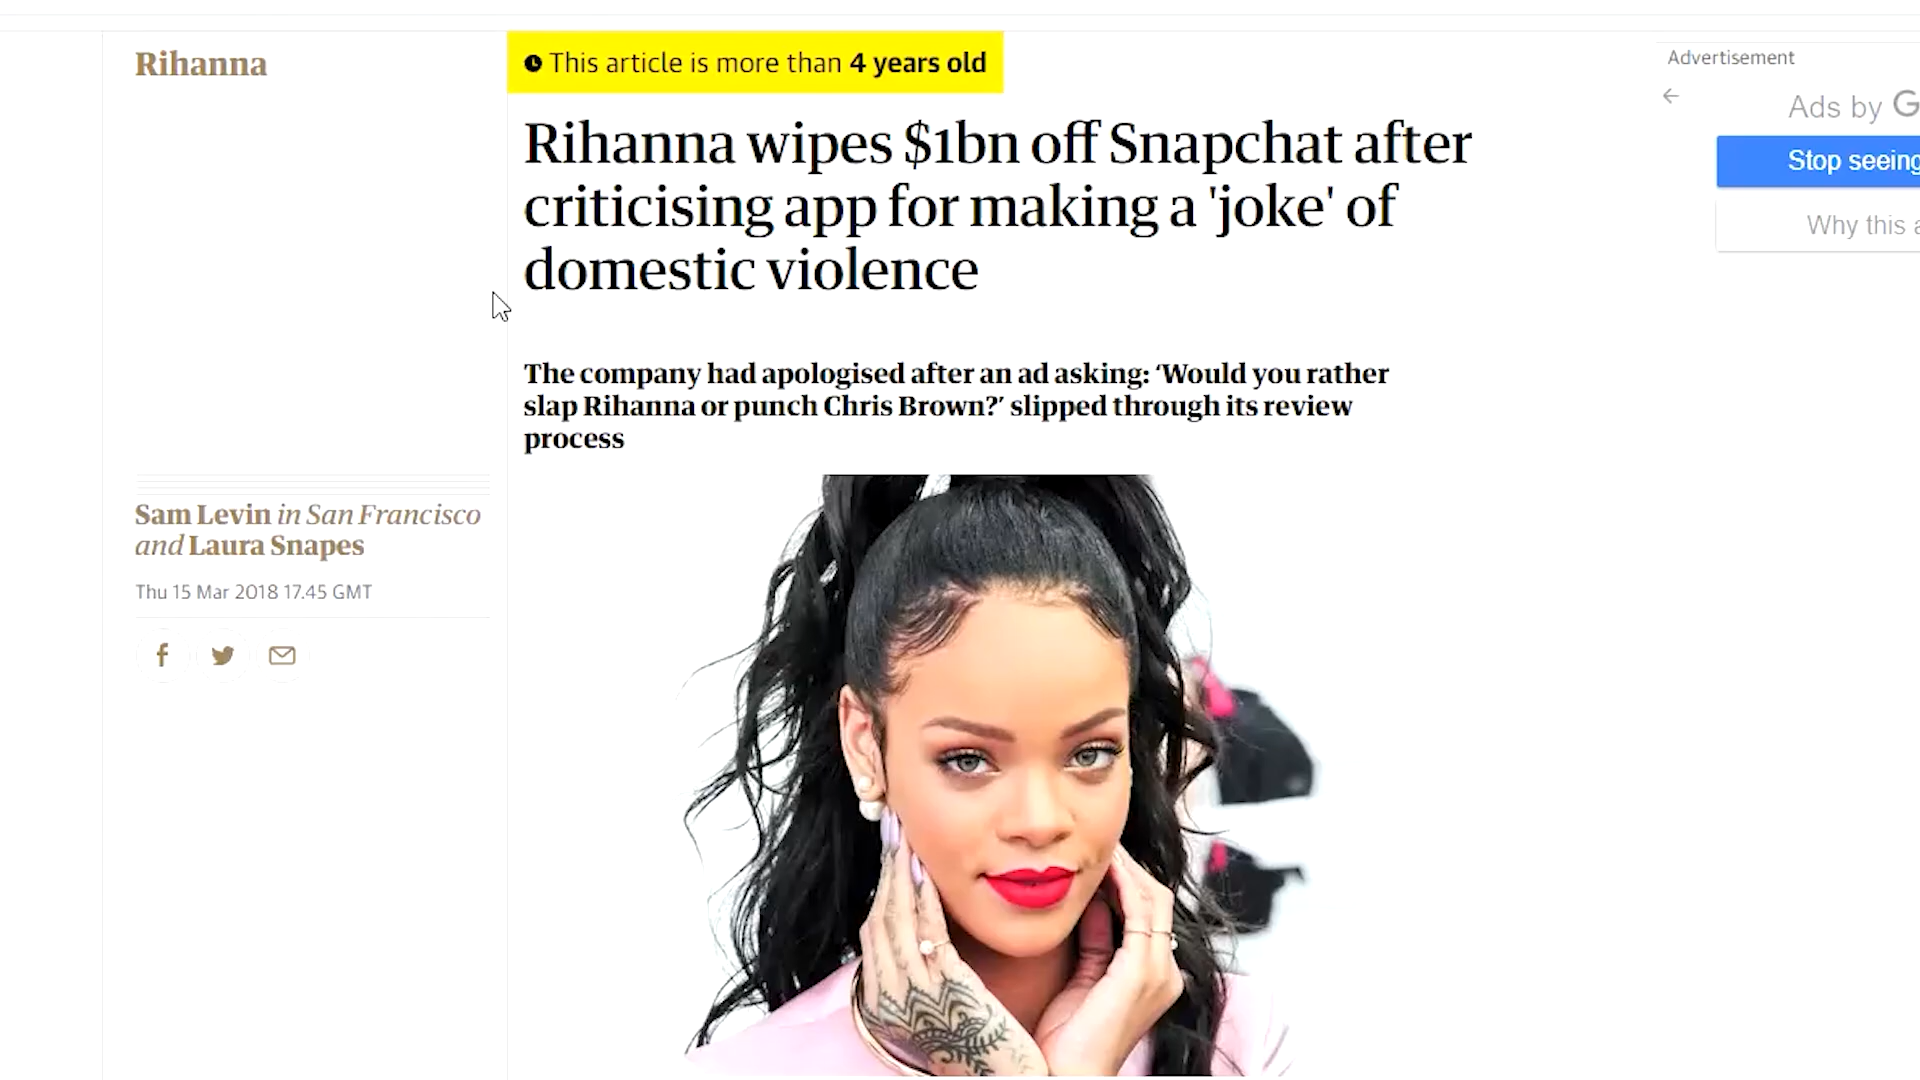 Rihanna
This article is more than 4 years old
Rihanna wipes $1bn off Snapchat after
criticising app for making a 'joke' of
domestic violence
The company had apologised after an ad asking: ‘Would you rather
slap Rihanna or punch Chris Brown?’ slipped through its review
process
Sam Levin in San Francisco
and Laura Snapes
Thu 15 Mar 2018 17.45 GMT
Advertisement
Ads by G
Stop seeing
Why this a